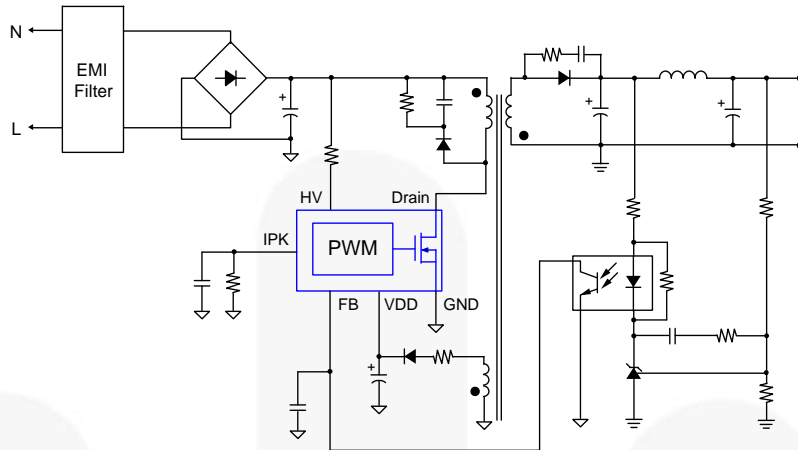 N
EMI
Filter
L
HV
Drain
IPK
PWM
FB
VDD
GND
+
+
+
+